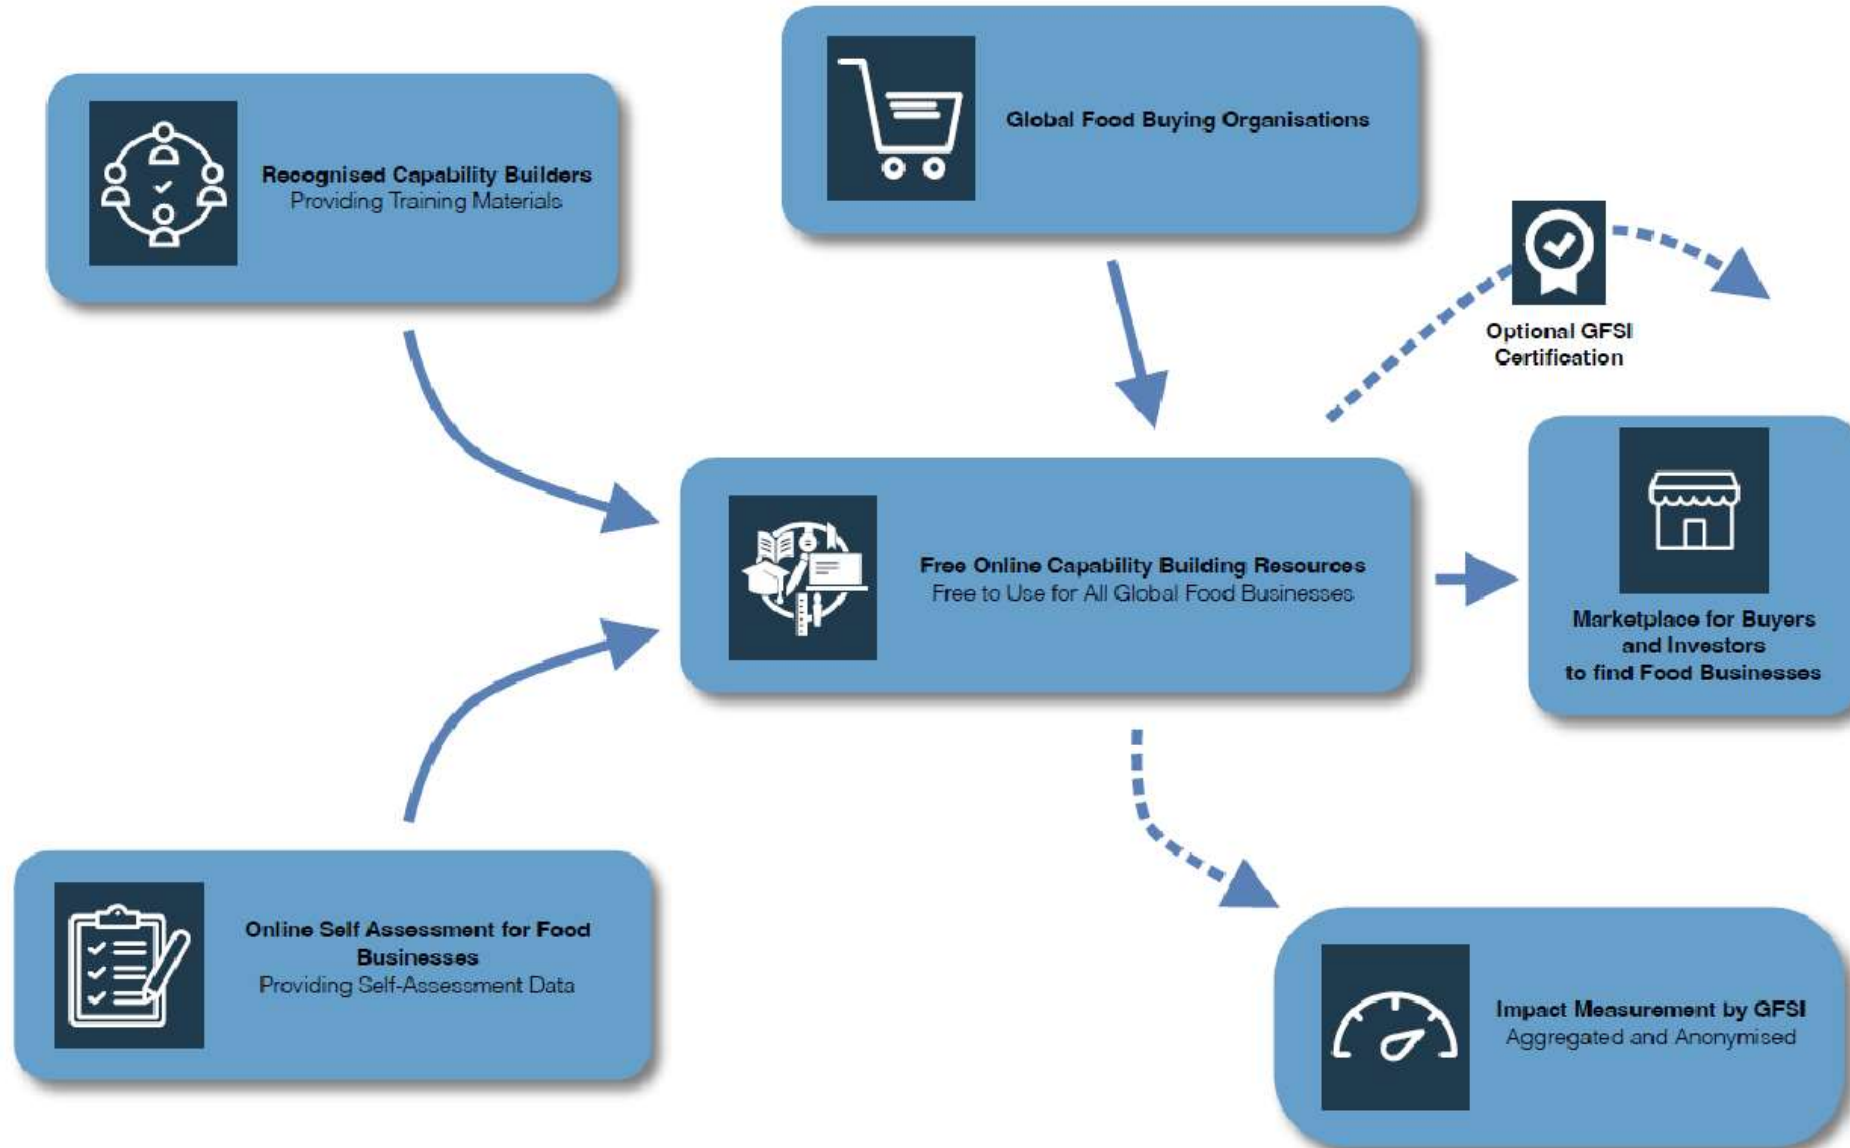 Global Food Buying Organisations
Recognised Capability Builders
Providing Training Materials
Optional GFSI
Certification
Free Online Capability Building Resources
Free to Use for All Global Food Businesses
Marketplace for Buyers
and Investors
to find Food Businesses
Online Self Assessment for Food
Businesses
Providing Self-Assessment Data
Impact Measurement by GFSI
Aggregated and Anonymised